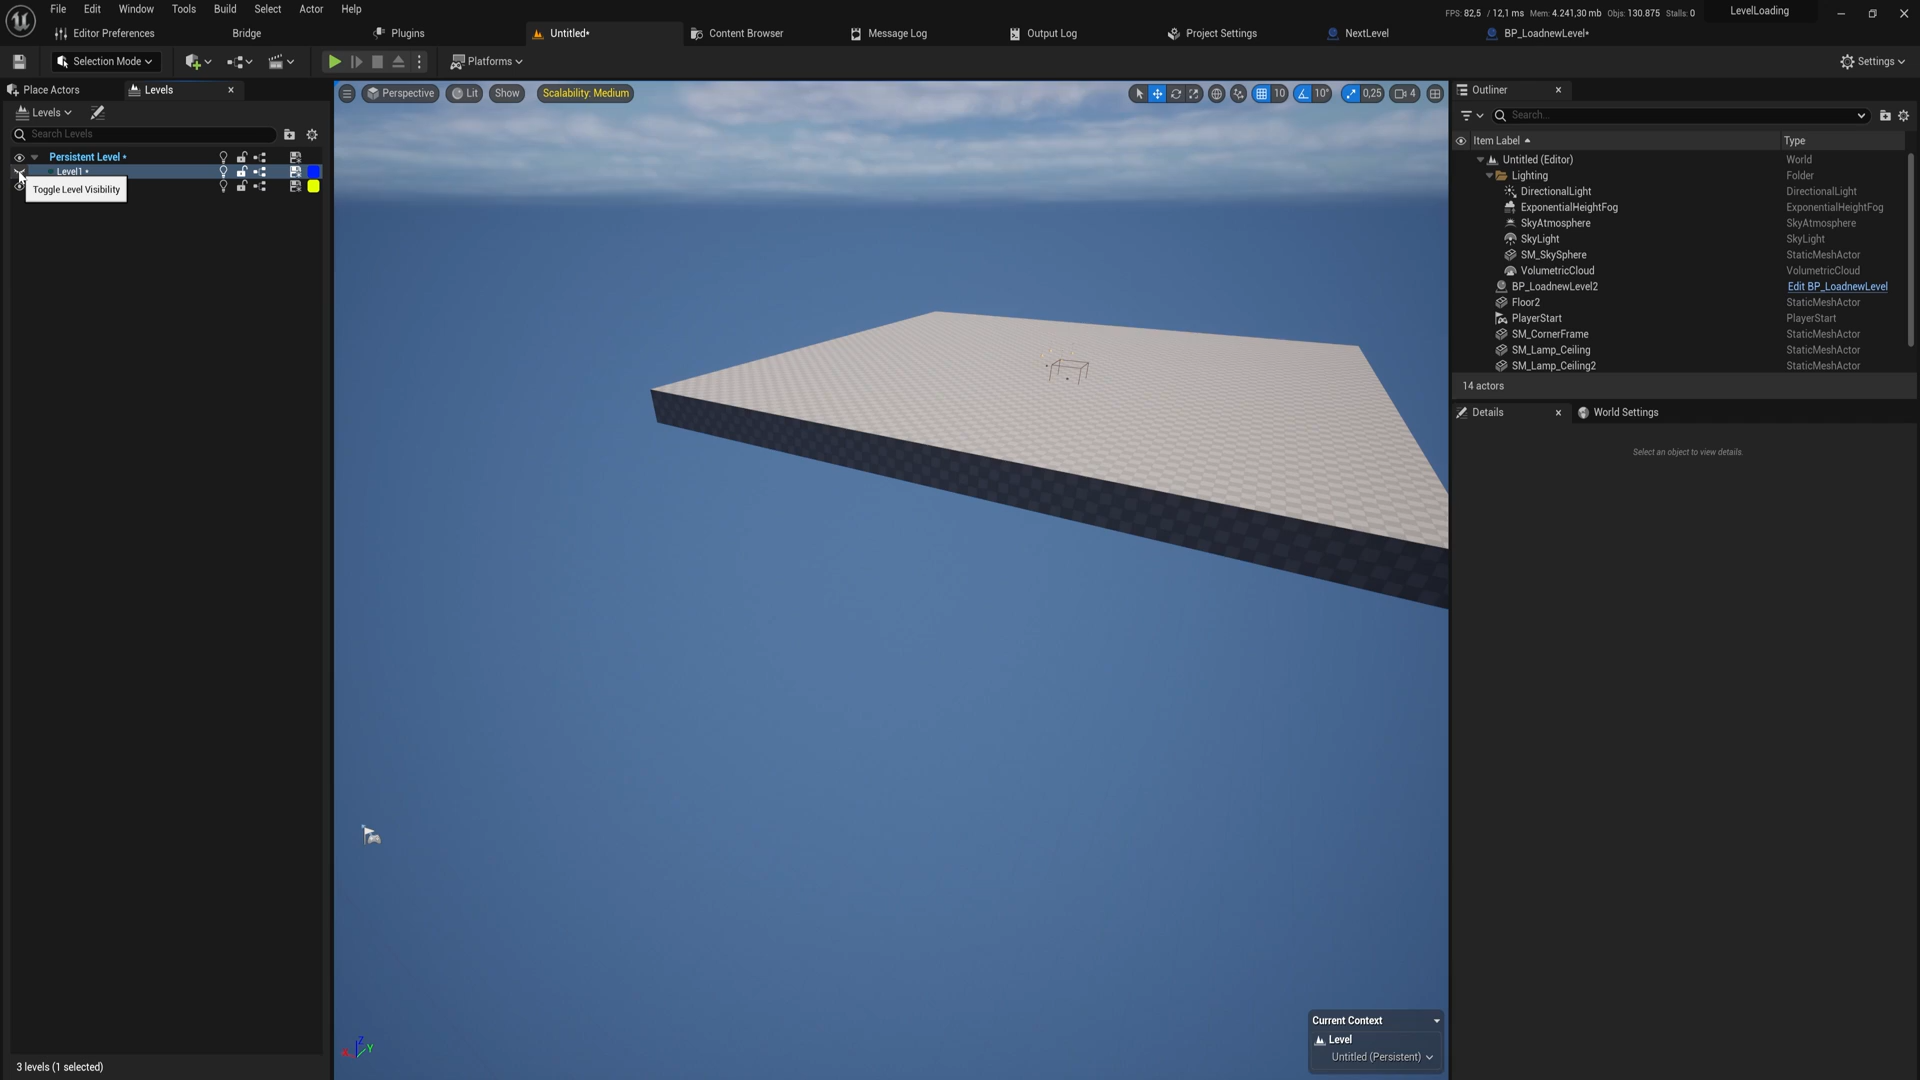 File Edit Window Tools Build Select Actor Help
FPS: 82,5 / 12,1 ms Mem: 4.241,30 mb Objs: 130.875 Stalls: 0
LevelLoading
Editor Preferences
Bridge
Plugins
Untitled*
Content Browser
Message Log
Output Log
Project Settings
NextLevel
BP_LoadnewLevel*
Selection Mode
Platforms
Settings
Place Actors
Levels
Levels
Search Levels
Persistent Level *
Level1 *
Toggle Level Visibility
3 levels (1 selected)
Perspective
Lit
Show
Scalability: Medium
10
10°
0,25
4
Z
Y
Current Context
Level
Untitled (Persistent)
Outliner
Search...
Item Label
Type
Untitled (Editor) World
Lighting Folder
DirectionalLight DirectionalLight
ExponentialHeightFog ExponentialHeightFog
SkyAtmosphere SkyAtmosphere
SkyLight SkyLight
SM_SkySphere StaticMeshActor
VolumetricCloud VolumetricCloud
BP_LoadnewLevel2 Edit BP_LoadnewLevel
Floor2 StaticMeshActor
PlayerStart PlayerStart
SM_CornerFrame StaticMeshActor
SM_Lamp_Ceiling StaticMeshActor
SM_Lamp_Ceiling2 StaticMeshActor
14 actors
Details
World Settings
Select an object to view details.